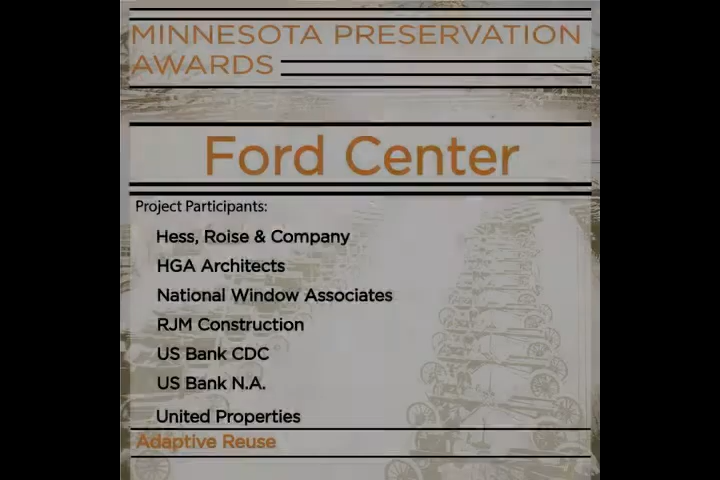 MINNESOTA PRESERVATION
AWARDS
Ford Center
Project Participants:
Hess, Roise & Company
HGA Architects
National Window Associates
RJM Construction
US Bank CDC
US Bank N.A.
United Properties
Adaptive Reuse